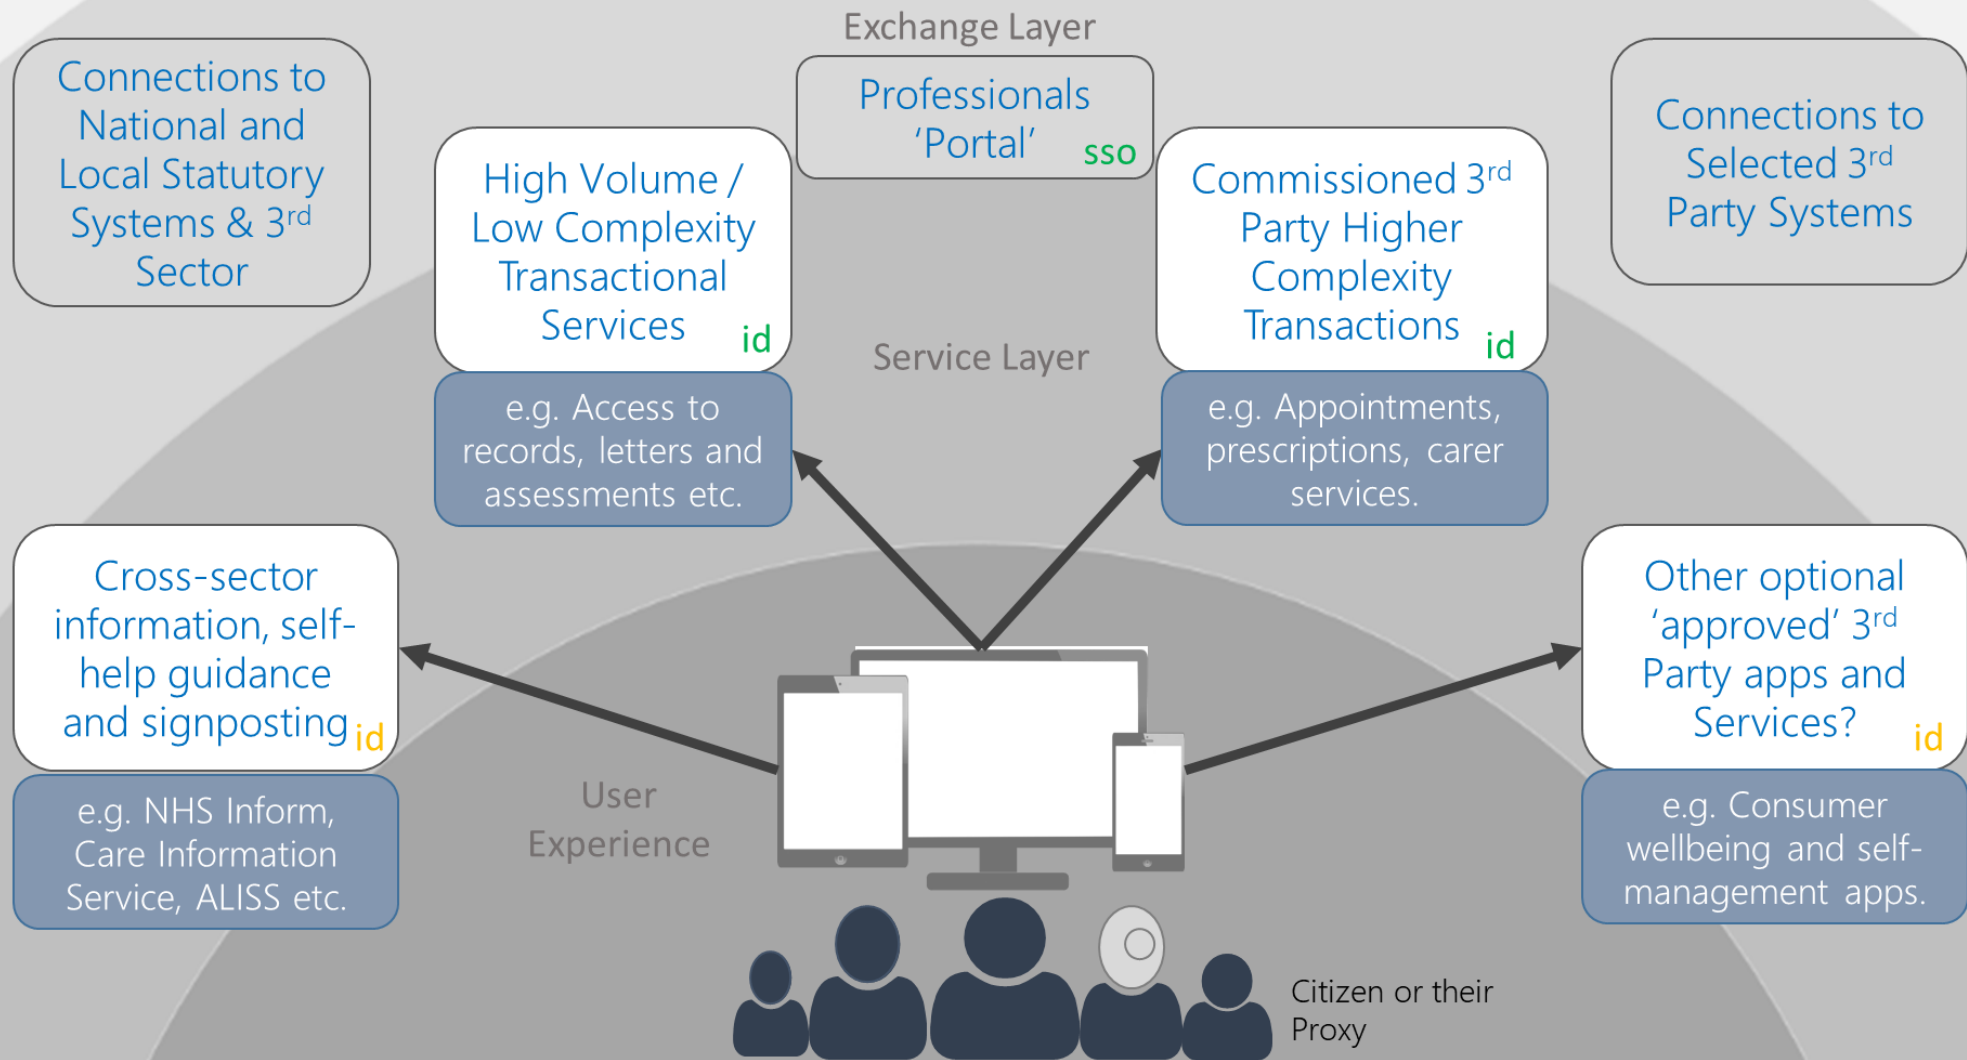 Exchange Layer
Connections to
National and
Local Statutory
Systems & 3rd
Sector
Professionals
‘Portal’
sso
Connections to
Selected 3rd
Party Systems
High Volume /
Low Complexity
Transactional
Services
id
e.g. Access to
records, letters and
assessments etc.
Service Layer
Commissioned 3rd
Party Higher
Complexity
Transactions
id
e.g. Appointments,
prescriptions, carer
services.
Cross-sector
information, self-
help guidance
and signposting
id
e.g. NHS Inform,
Care Information
Service, ALISS etc.
User
Experience
Other optional
‘approved’ 3rd
Party apps and
Services?
id
e.g. Consumer
wellbeing and self-
management apps.
Citizen or their
Proxy